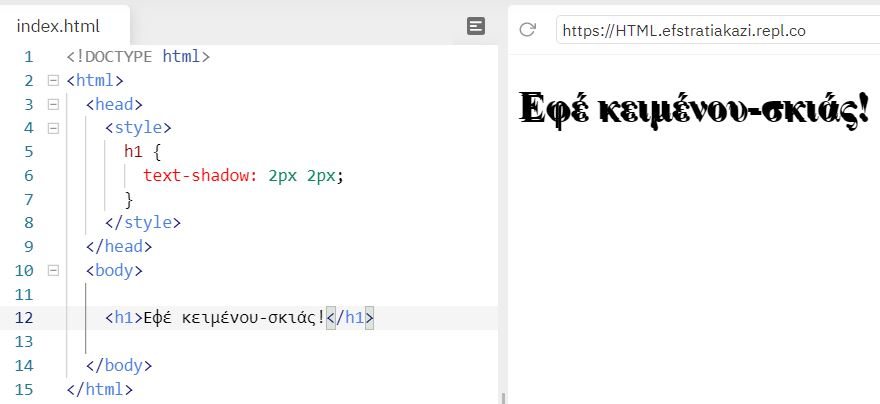 index.html
1 <!DOCTYPE html>
2 <html>
3 <head>
4 <style>
5 h1 {
6 text-shadow: 2px 2px;
7 }
8 </style>
9 </head>
10 <body>
11
12 <h1>Εφέ κειμένου-σκιάς!</h1>
13
14 </body>
15 </html>
https://HTML.efstratiakazi.repl.co
Εφέ κειμένου-σκιάς!